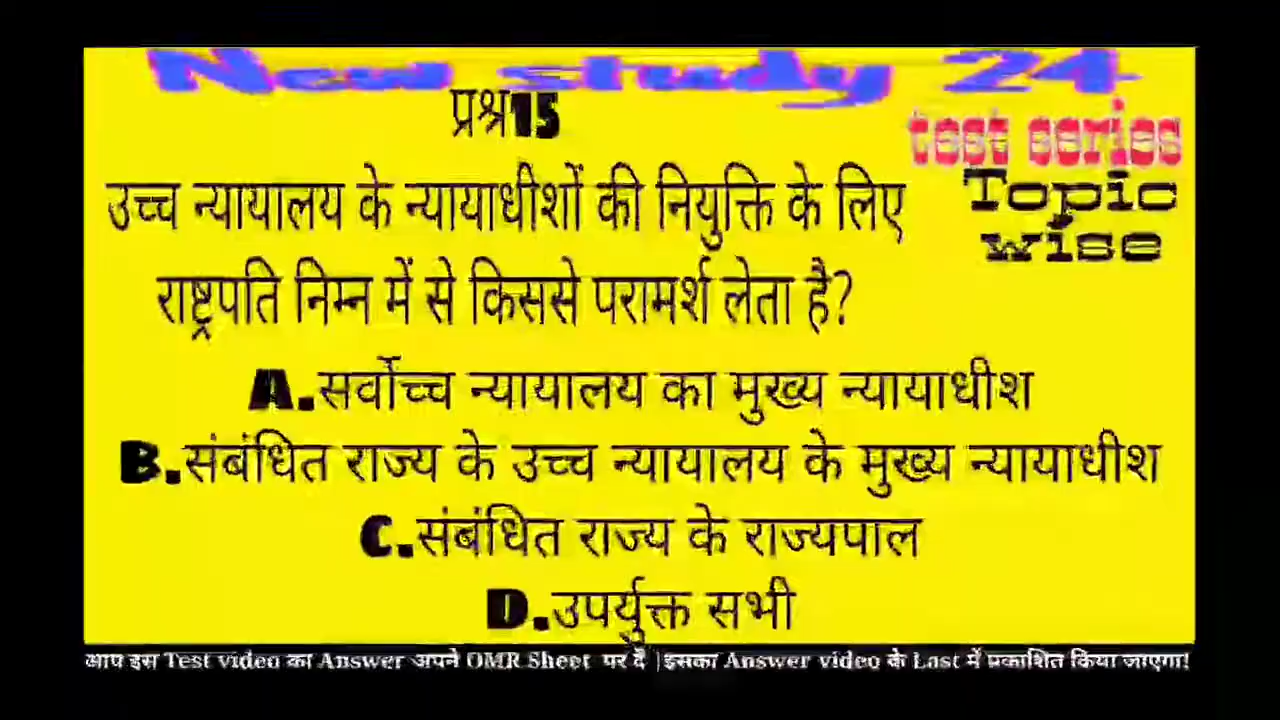 New study 24
प्रश्न15
test series
Topic
wise
उच्च न्यायालय के न्यायाधीशों की नियुक्ति के लिए
राष्ट्रपति निम्न में से किससे परामर्श लेता है?
A.सर्वोच्च न्यायालय का मुख्य न्यायाधीश
B.संबंधित राज्य के उच्च न्यायालय के मुख्य न्यायाधीश
C.संबंधित राज्य के राज्यपाल
D.उपर्युक्त सभी
आप इस Test video का Answer अपने OMR Sheet पर दें |इसका Answer video के Last में प्रकाशित किया जाएगा!